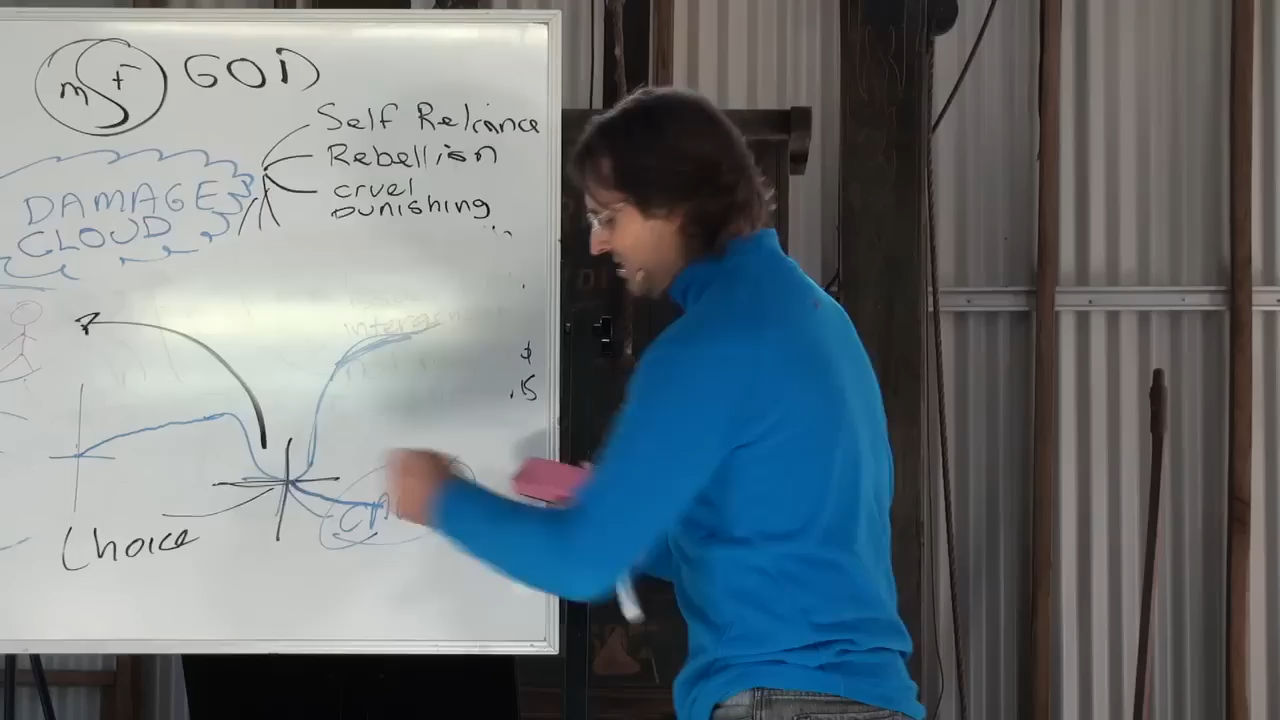 m f GOD
Self Reliance
Rebellion
cruel
punishing
...
DAMAGE
CLOUD
Choice